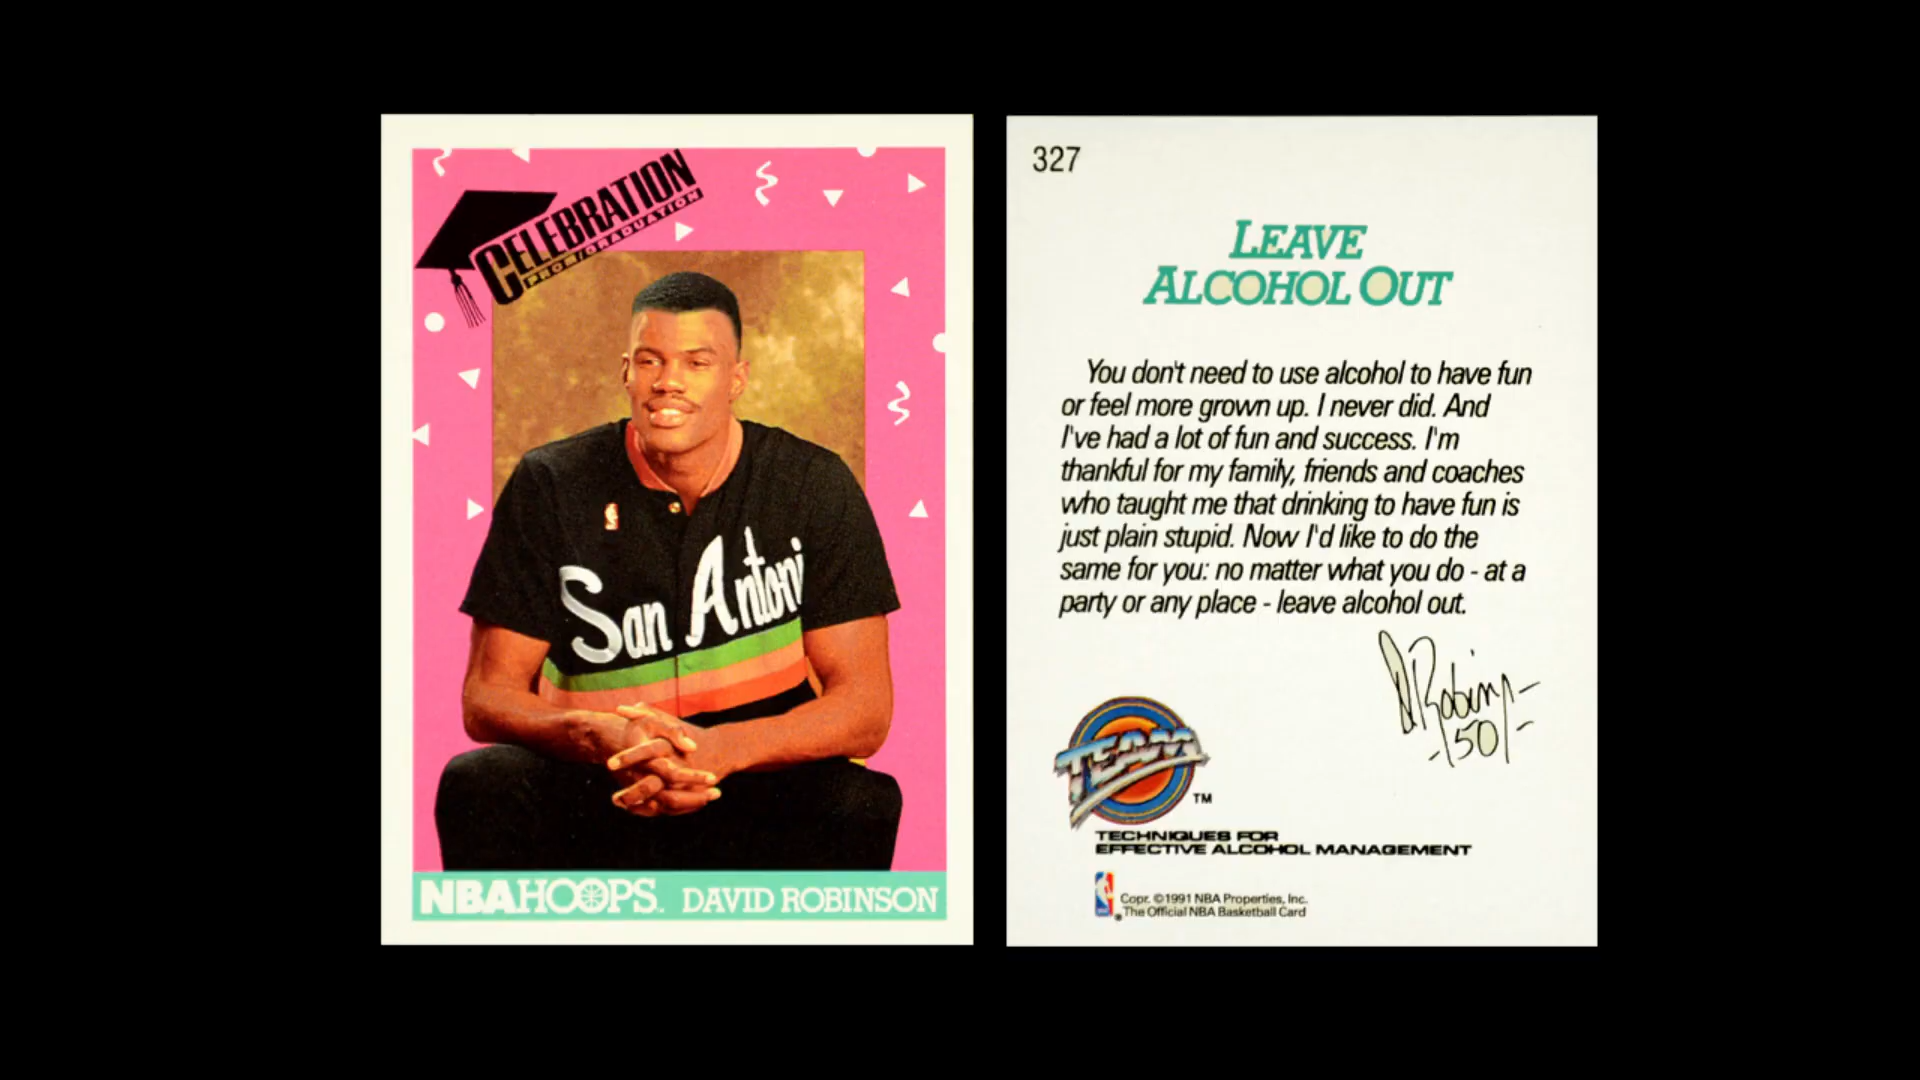 CELEBRATION
PROM/GRADUATION
San Antoni
NBA HOOPS™ DAVID ROBINSON
327
LEAVE
ALCOHOL OUT
You don't need to use alcohol to have fun
or feel more grown up. I never did. And
I've had a lot of fun and success. I'm
thankful for my family, friends and coaches
who taught me that drinking to have fun is
just plain stupid. Now I'd like to do the
same for you: no matter what you do - at a
party or any place - leave alcohol out.
D Robinson
50
TEAM™
TECHNIQUES FOR
EFFECTIVE ALCOHOL MANAGEMENT
Copr. ©1991 NBA Properties, Inc.
The Official NBA Basketball Card